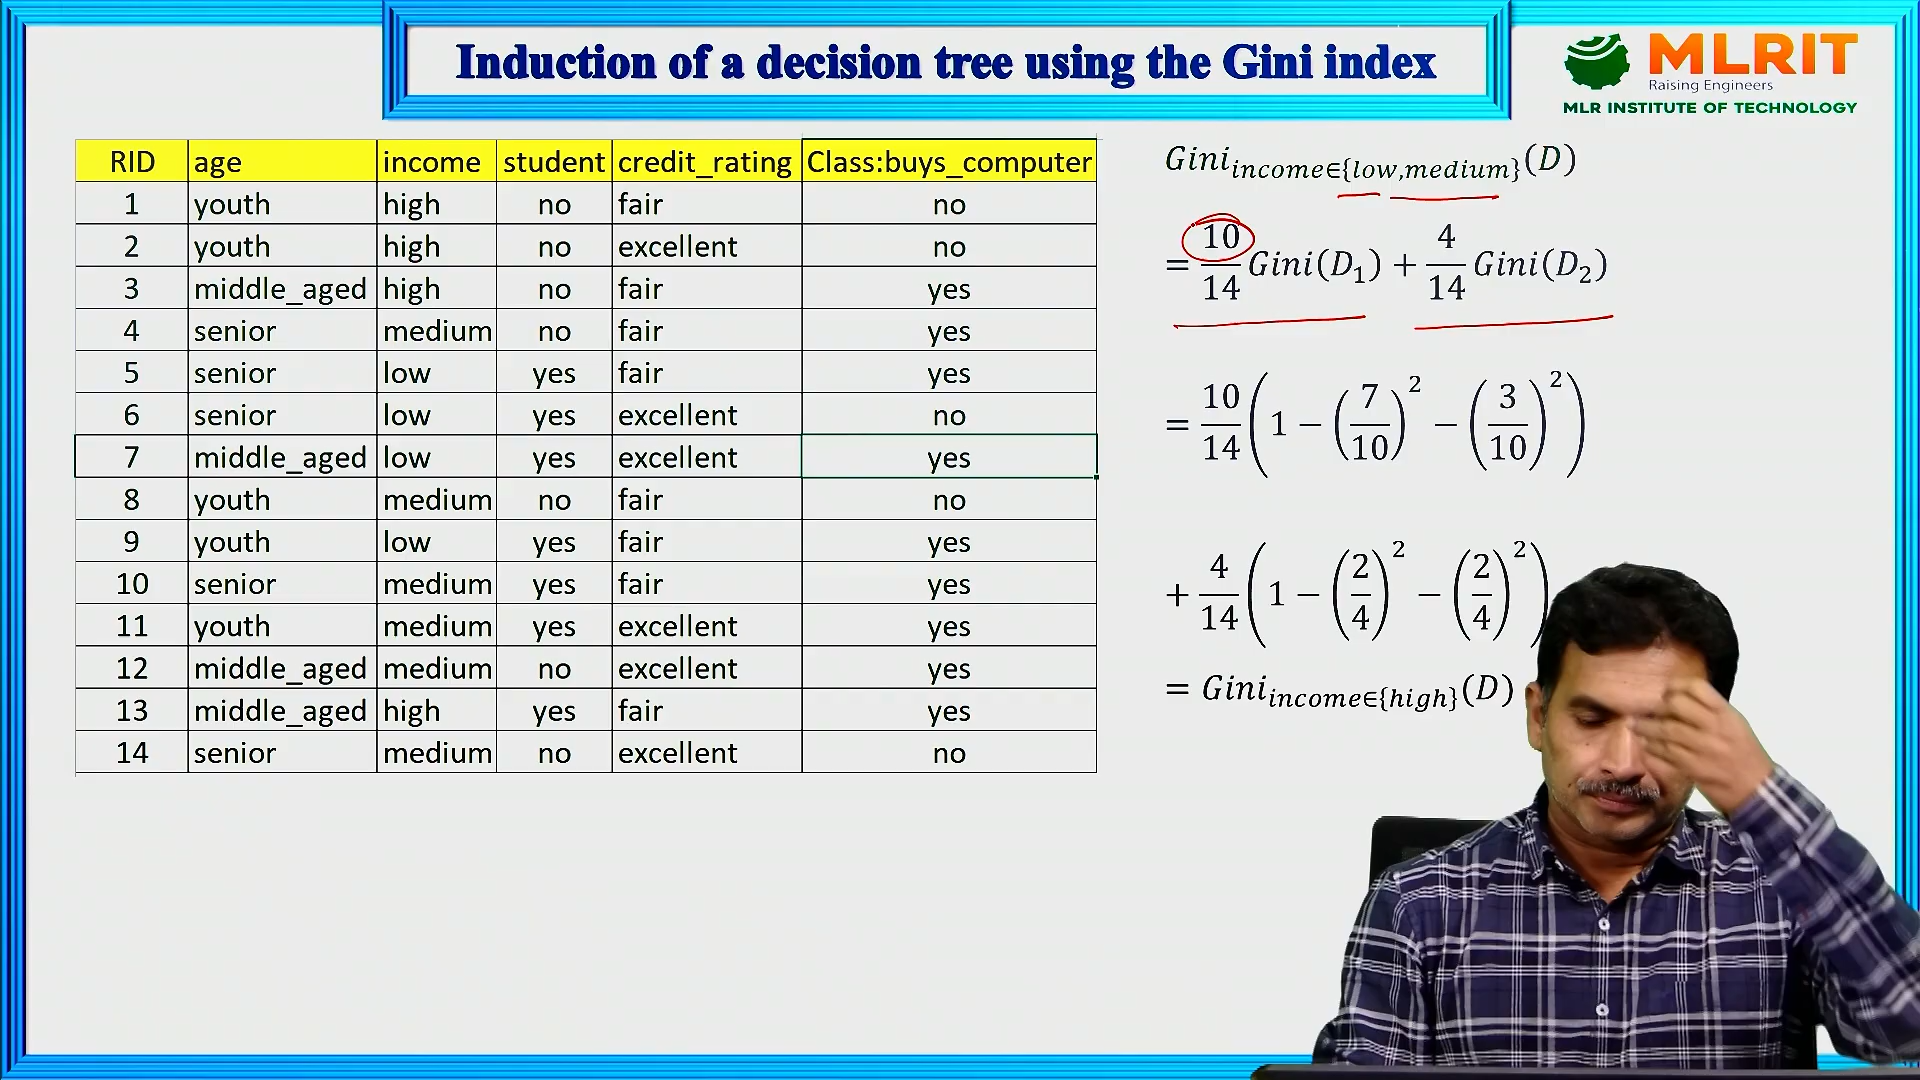 Induction of a decision tree using the Gini index
MLRIT
Raising Engineers
MLR INSTITUTE OF TECHNOLOGY
RID age income student credit_rating Class:buys_computer
1 youth high no fair no
2 youth high no excellent no
3 middle_aged high no fair yes
4 senior medium no fair yes
5 senior low yes fair yes
6 senior low yes excellent no
7 middle_aged low yes excellent yes
8 youth medium no fair no
9 youth low yes fair yes
10 senior medium yes fair yes
11 youth medium yes excellent yes
12 middle_aged medium no excellent yes
13 middle_aged high yes fair yes
14 senior medium no excellent no
Gini_{income∈{low,medium}}(D)
= 10/14 Gini(D₁) + 4/14 Gini(D₂)
= 10/14 (1 − (7/10)² − (3/10)²)
+ 4/14 (1 − (2/4)² − (2/4)²)
= Gini_{income∈{high}}(D)